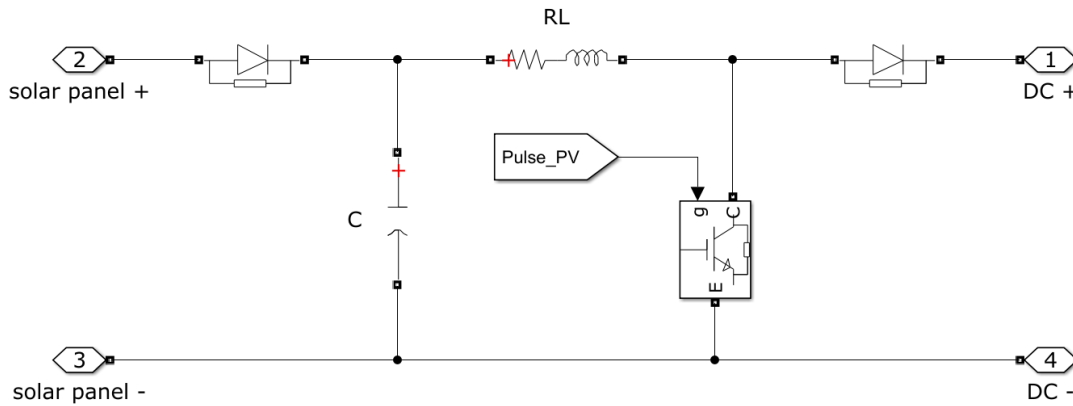 RL
2
1
solar panel +
DC +
Pulse_PV
g
C
C
E
3
4
solar panel -
DC -